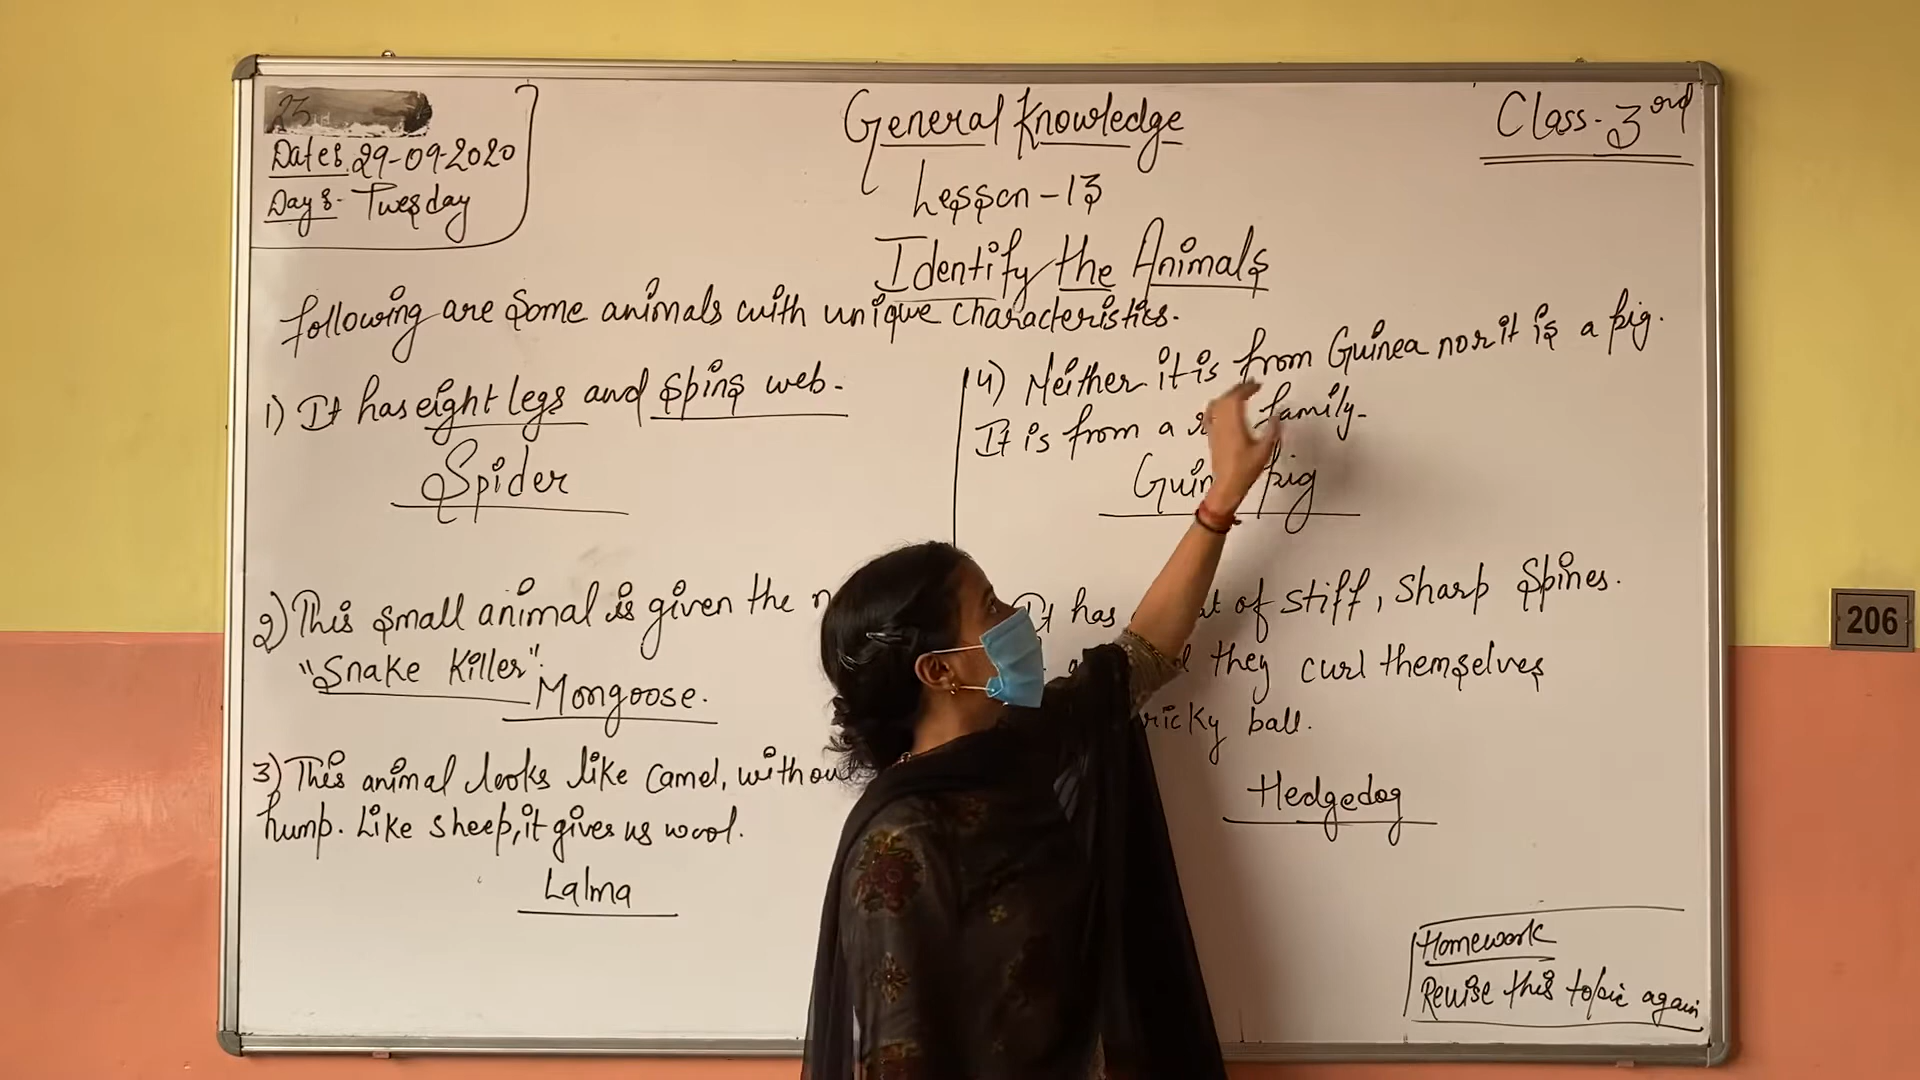 23
Date:- 29-09-2020
Day:- Tuesday
General Knowledge
Class-3rd
Lesson-13
Identify the Animals
following are some animals with unique characteristics.
1) It has eight legs and spins web.
Spider
2) This small animal is given the
"Snake Killer".
Mongoose.
3) This animal looks like camel, without
hump. Like sheep, it gives us wool.
Lalma
4) Neither it is from Guinea nor it is a pig.
It is from a family.
Guin pig
It has of stiff, sharp spines.
they curl themselves
ball.
Hedgedog
Homework
Revise this topic again
206